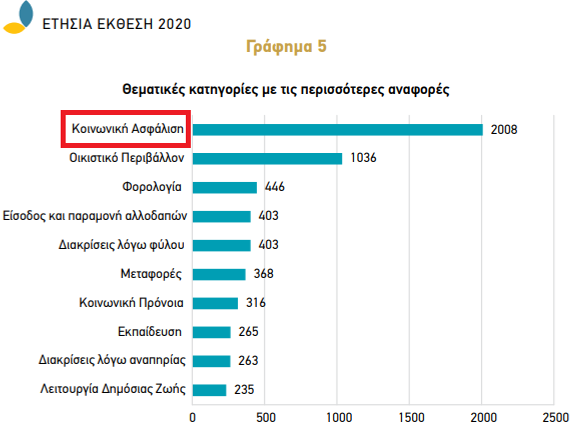 ΕΤΗΣΙΑ ΕΚΘΕΣΗ 2020
Γράφημα 5
Θεματικές κατηγορίες με τις περισσότερες αναφορές
Κοινωνική Ασφάλιση 2008
Οικιστικό Περιβάλλον 1036
Φορολογία 446
Είσοδος και παραμονή αλλοδαπών 403
Διακρίσεις λόγω φύλου 403
Μεταφορές 368
Κοινωνική Πρόνοια 316
Εκπαίδευση 265
Διακρίσεις λόγω αναπηρίας 263
Λειτουργία Δημόσιας Ζωής 235
0 500 1000 1500 2000 2500